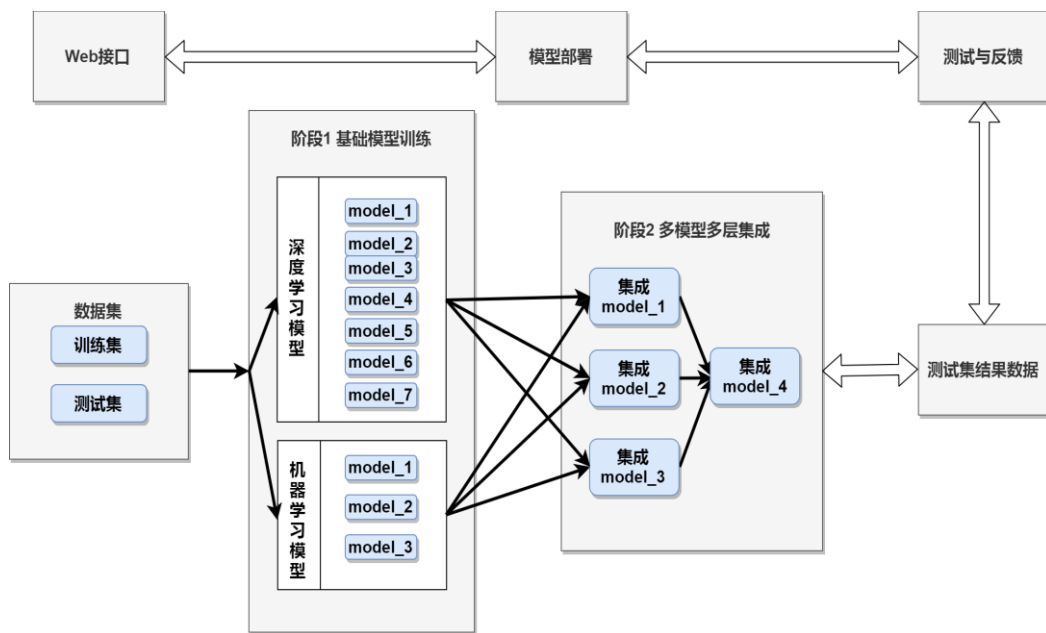 Web接口
模型部署
测试与反馈
阶段1 基础模型训练
深度学习模型
model_1
model_2
model_3
model_4
model_5
model_6
model_7
机器学习模型
model_1
model_2
model_3
数据集
训练集
测试集
阶段2 多模型多层集成
集成
model_1
集成
model_2
集成
model_3
集成
model_4
测试集结果数据